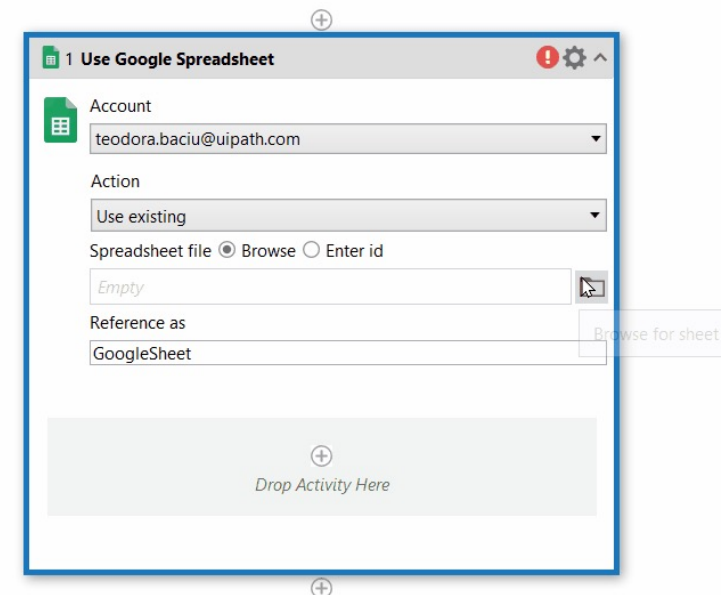 1 Use Google Spreadsheet
Account
teodora.baciu@uipath.com
Action
Use existing
Spreadsheet file Browse Enter id
Empty
Reference as
Browse for sheet
GoogleSheet
Drop Activity Here